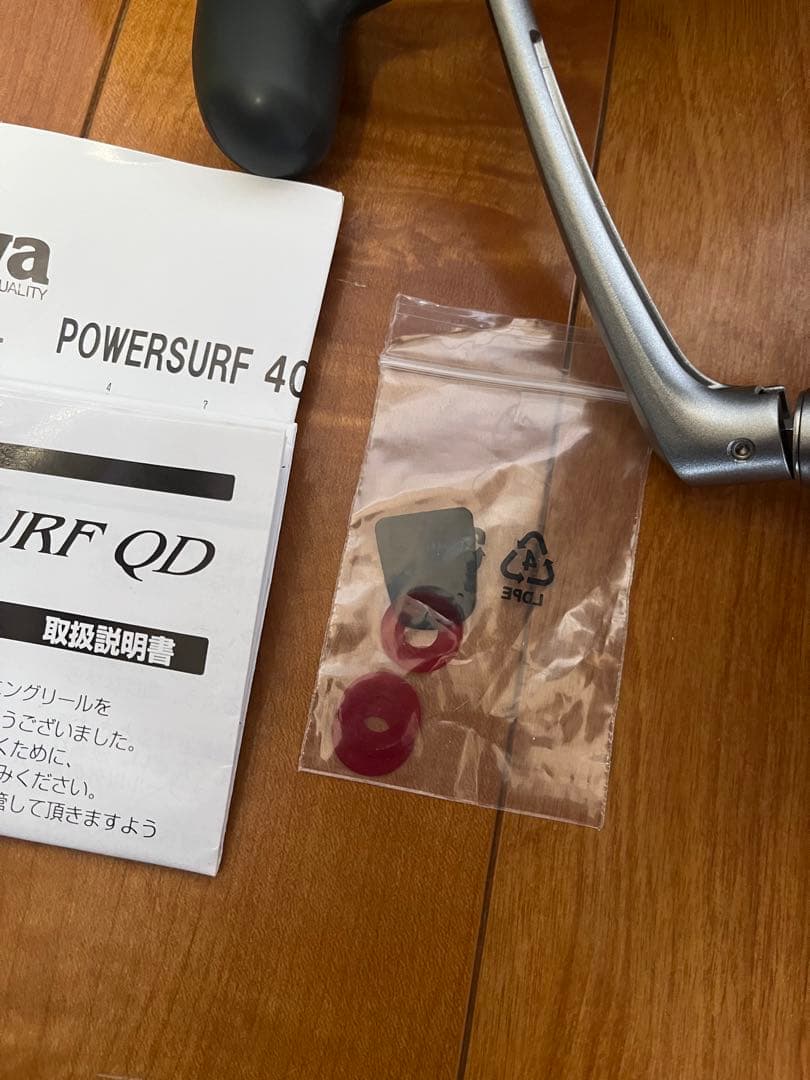 wa
UALITY
POWERSURF 40
4
?
URF QD
取扱説明書
ングリールを
うございました。
くために、
みください。
管して頂きますよう
4
LDPE